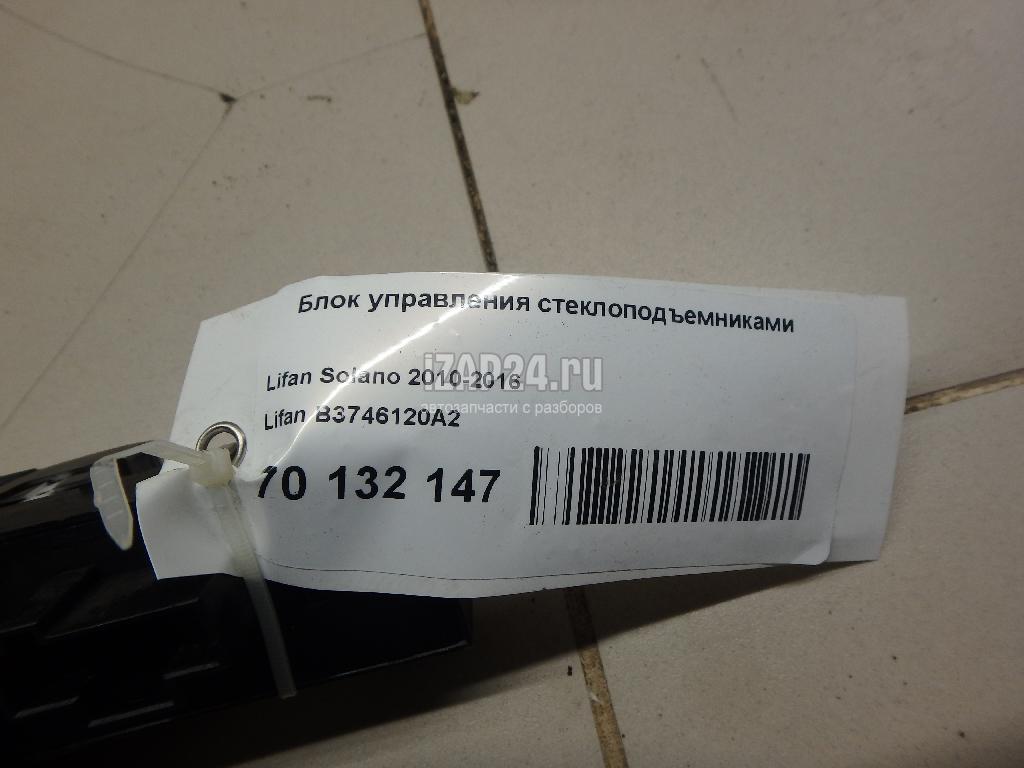 Блок управления стеклоподъемниками
Lifan Solano 2010-2016
iZAP24.ru
автозапчасти с разборов
Lifan B3746120A2
70 132 147